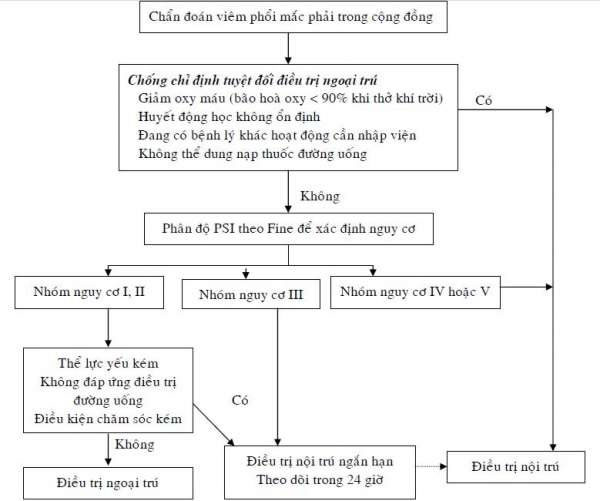 Chẩn đoán viêm phổi mắc phải trong cộng đồng
Chống chỉ định tuyệt đối điều trị ngoại trú
Giảm oxy máu (bão hoà oxy < 90% khi thở khí trời)
Huyết động học không ổn định
Đang có bệnh lý khác hoạt động cần nhập viện
Không thể dung nạp thuốc đường uống
Có
Không
Phân độ PSI theo Fine để xác định nguy cơ
Nhóm nguy cơ I, II
Nhóm nguy cơ III
Nhóm nguy cơ IV hoặc V
Thể lực yếu kém
Không đáp ứng điều trị
đường uống
Điều kiện chăm sóc kém
Có
Không
Điều trị ngoại trú
Điều trị nội trú ngắn hạn
Theo dõi trong 24 giờ
Điều trị nội trú